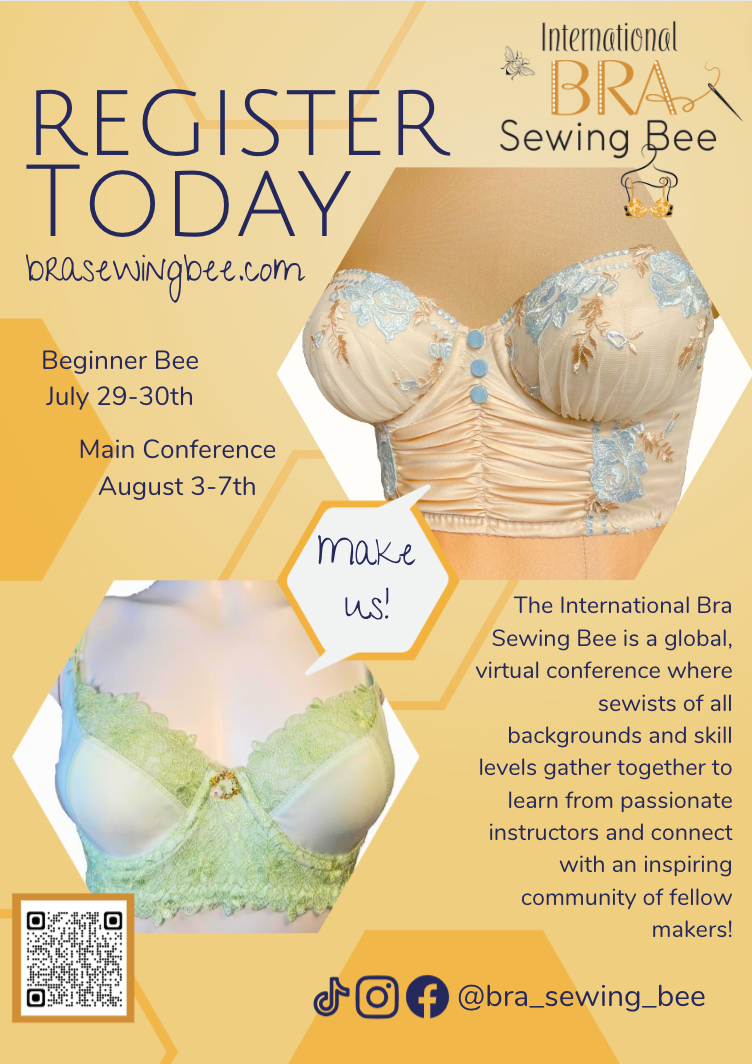 International
BRA
Sewing Bee
REGISTER
TODAY
brasewingbee.com
Beginner Bee
July 29-30th
Main Conference
August 3-7th
make
us!
The International Bra
Sewing Bee is a global,
virtual conference where
sewists of all
backgrounds and skill
levels gather together to
learn from passionate
instructors and connect
with an inspiring
community of fellow
makers!
@bra_sewing_bee